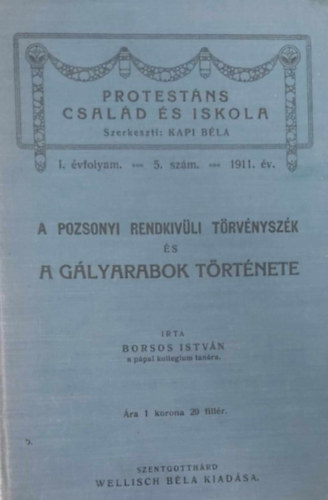 PROTESTÁNS
CSALÁD ÉS ISKOLA
Szerkeszti: KAPI BÉLA
I. évfolyam. 5. szám. 1911. év.
A POZSONYI RENDKIVÜLI TÖRVÉNYSZÉK
ÉS
A GÁLYARABOK TÖRTÉNETE
IRTA
BORSOS ISTVÁN
a pápai kollegium tanára.
Ára 1 korona 20 fillér.
SZENTGOTTHÁRD
WELLISCH BÉLA KIADÁSA.